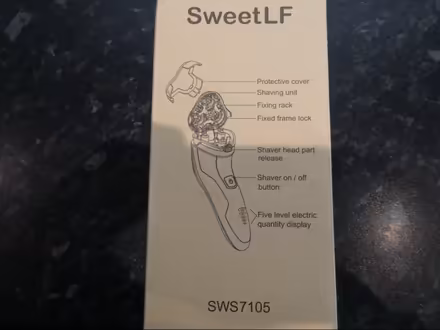 SweetLF
Protective cover
Shaving unit
Fixing rack
Fixed frame lock
Shaver head part
release
Shaver on / off
button
Five level electric
quantity display
SWS7105